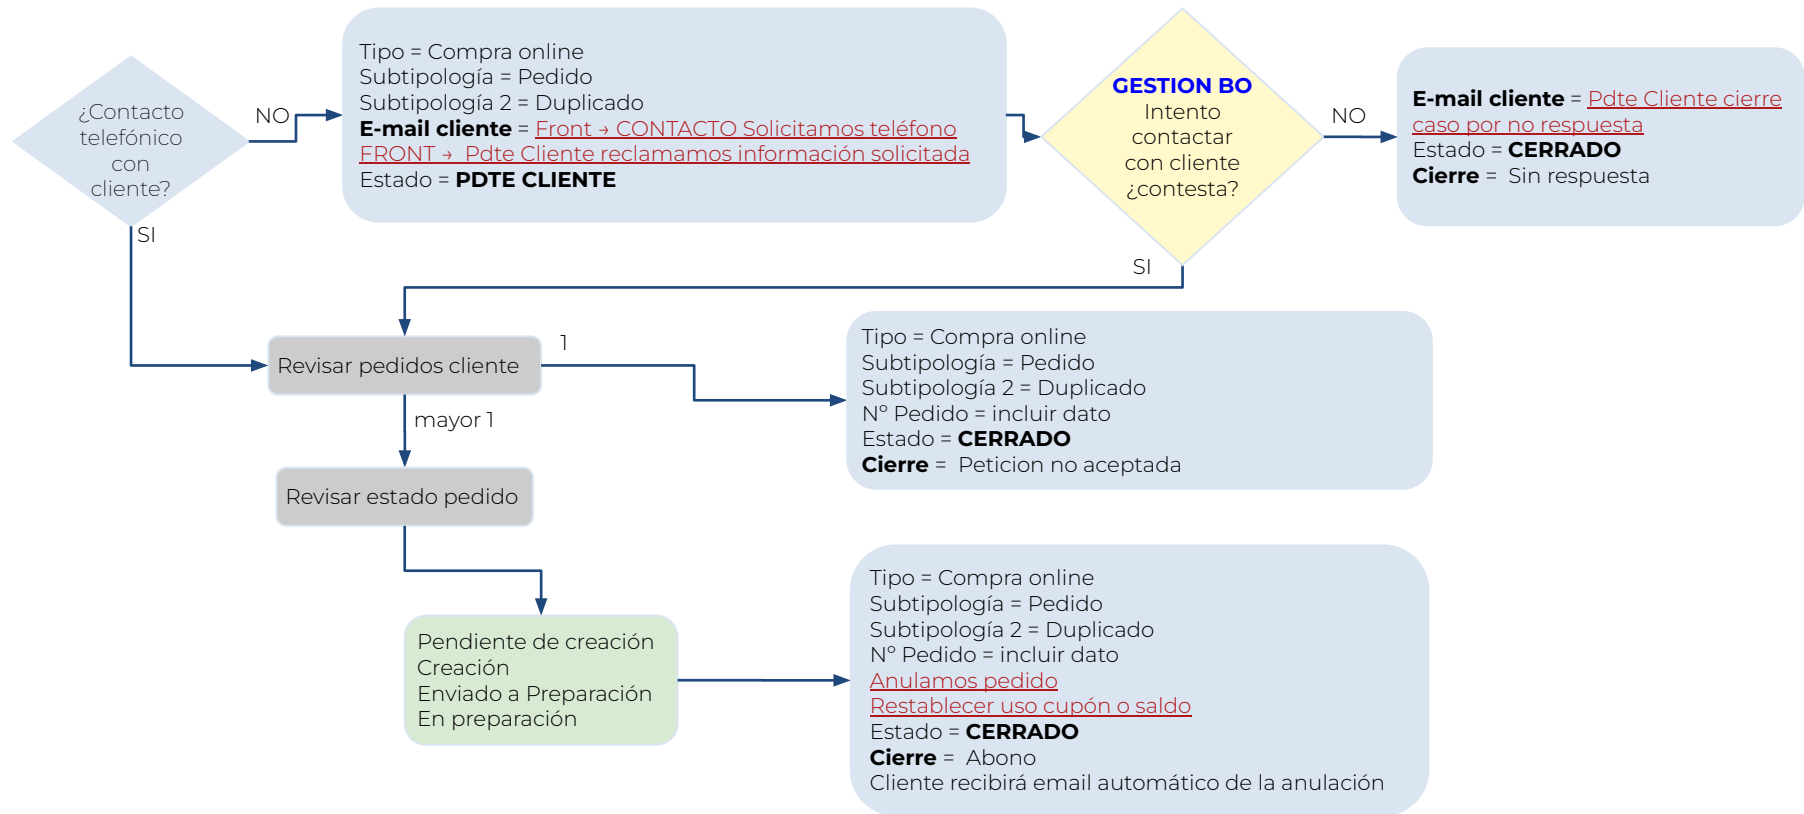 ¿Contacto
telefónico
con
cliente?
NO
SI
Tipo = Compra online
Subtipología = Pedido
Subtipología 2 = Duplicado
E-mail cliente = Front → CONTACTO Solicitamos teléfono
FRONT → Pdte Cliente reclamamos información solicitada
Estado = PDTE CLIENTE
GESTION BO
Intento
contactar
con cliente
¿contesta?
NO
SI
E-mail cliente = Pdte Cliente cierre
caso por no respuesta
Estado = CERRADO
Cierre = Sin respuesta
Revisar pedidos cliente
1
mayor 1
Tipo = Compra online
Subtipología = Pedido
Subtipología 2 = Duplicado
Nº Pedido = incluir dato
Estado = CERRADO
Cierre = Peticion no aceptada
Revisar estado pedido
Pendiente de creación
Creación
Enviado a Preparación
En preparación
Tipo = Compra online
Subtipología = Pedido
Subtipología 2 = Duplicado
Nº Pedido = incluir dato
Anulamos pedido
Restablecer uso cupón o saldo
Estado = CERRADO
Cierre = Abono
Cliente recibirá email automático de la anulación